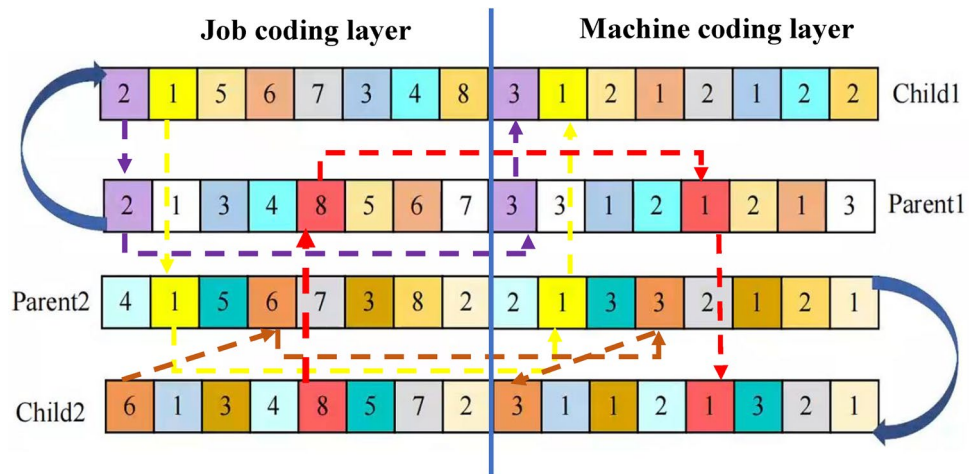 Job coding layer Machine coding layer
2 1 5 6 7 3 4 8 3 1 2 1 2 1 2 2 Child1
2 1 3 4 8 5 6 7 3 3 1 2 1 2 1 3 Parent1
Parent2 4 1 5 6 7 3 8 2 2 1 3 3 2 1 2 1
Child2 6 1 3 4 8 5 7 2 3 1 1 2 1 3 2 1